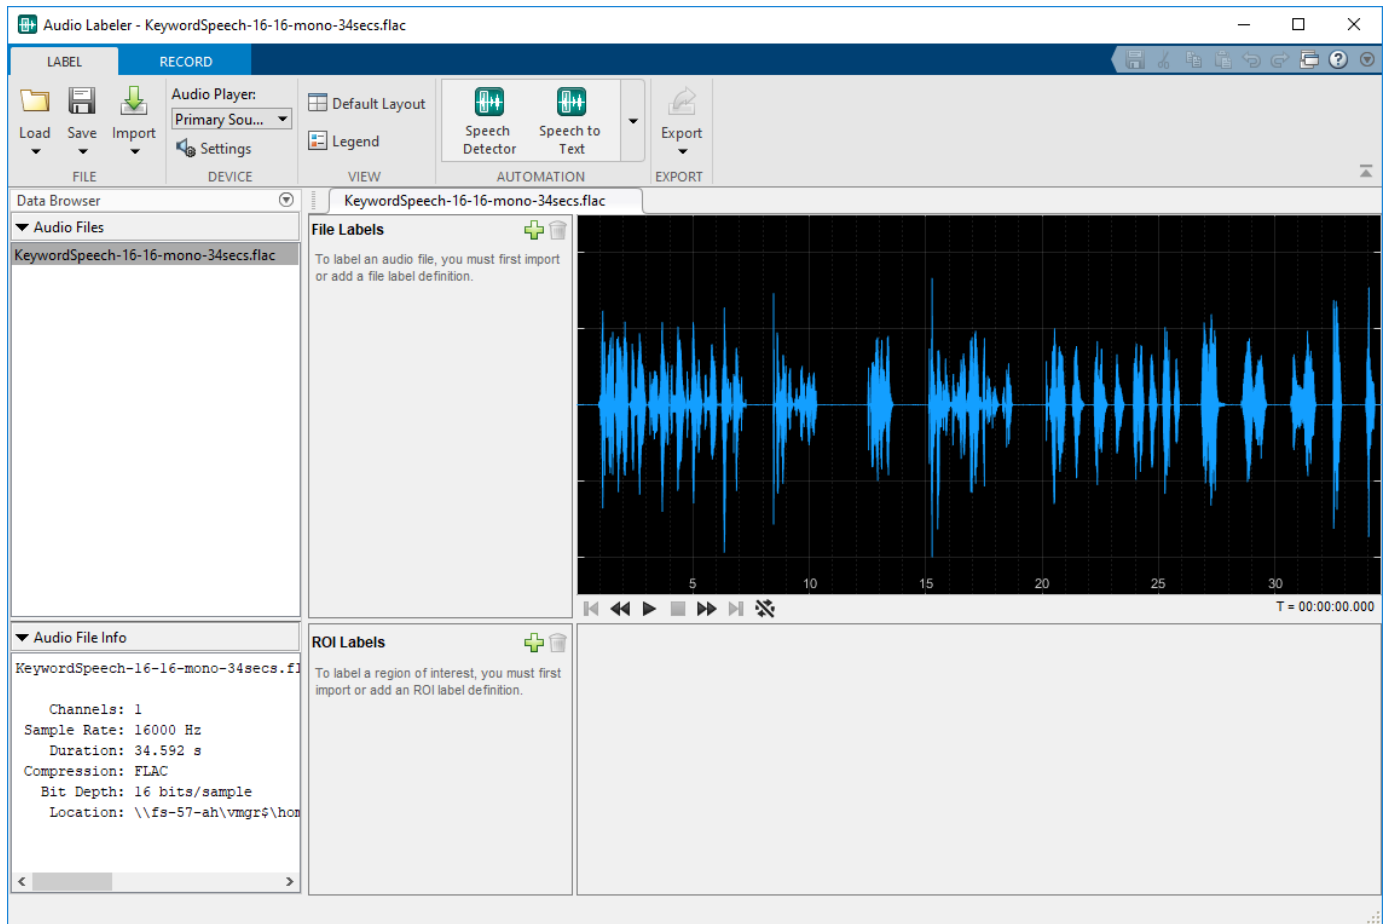 Audio Labeler - KeywordSpeech-16-16-mono-34secs.flac
LABEL
RECORD
Load
Save
Import
FILE
Audio Player:
Primary Sou...
Settings
DEVICE
Default Layout
Legend
VIEW
Speech
Detector
Speech to
Text
AUTOMATION
Export
EXPORT
Data Browser
Audio Files
KeywordSpeech-16-16-mono-34secs.flac
KeywordSpeech-16-16-mono-34secs.flac
File Labels
To label an audio file, you must first import
or add a file label definition.
5 10 15 20 25 30
T = 00:00:00.000
Audio File Info
KeywordSpeech-16-16-mono-34secs.fl
Channels: 1
Sample Rate: 16000 Hz
Duration: 34.592 s
Compression: FLAC
Bit Depth: 16 bits/sample
Location: \\fs-57-ah\vmgr$\hom
ROI Labels
To label a region of interest, you must first
import or add an ROI label definition.